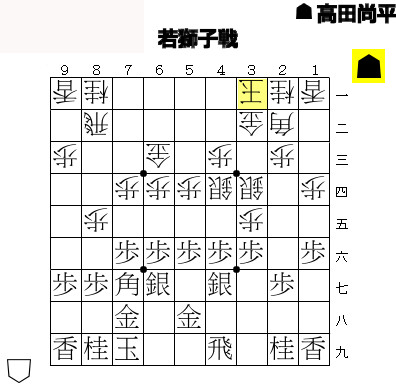 ☗高田尚平
若獅子戦
9 8 7 6 5 4 3 2 1
香 桂 王 桂 香 一
飛 金 角 二
歩 金 歩 歩 三
歩 歩 歩 銀 銀 歩 四
歩 歩 五
歩 歩 歩 歩 歩 歩 六
歩 歩 角 銀 銀 歩 七
金 金 八
香 桂 玉 飛 桂 香 九